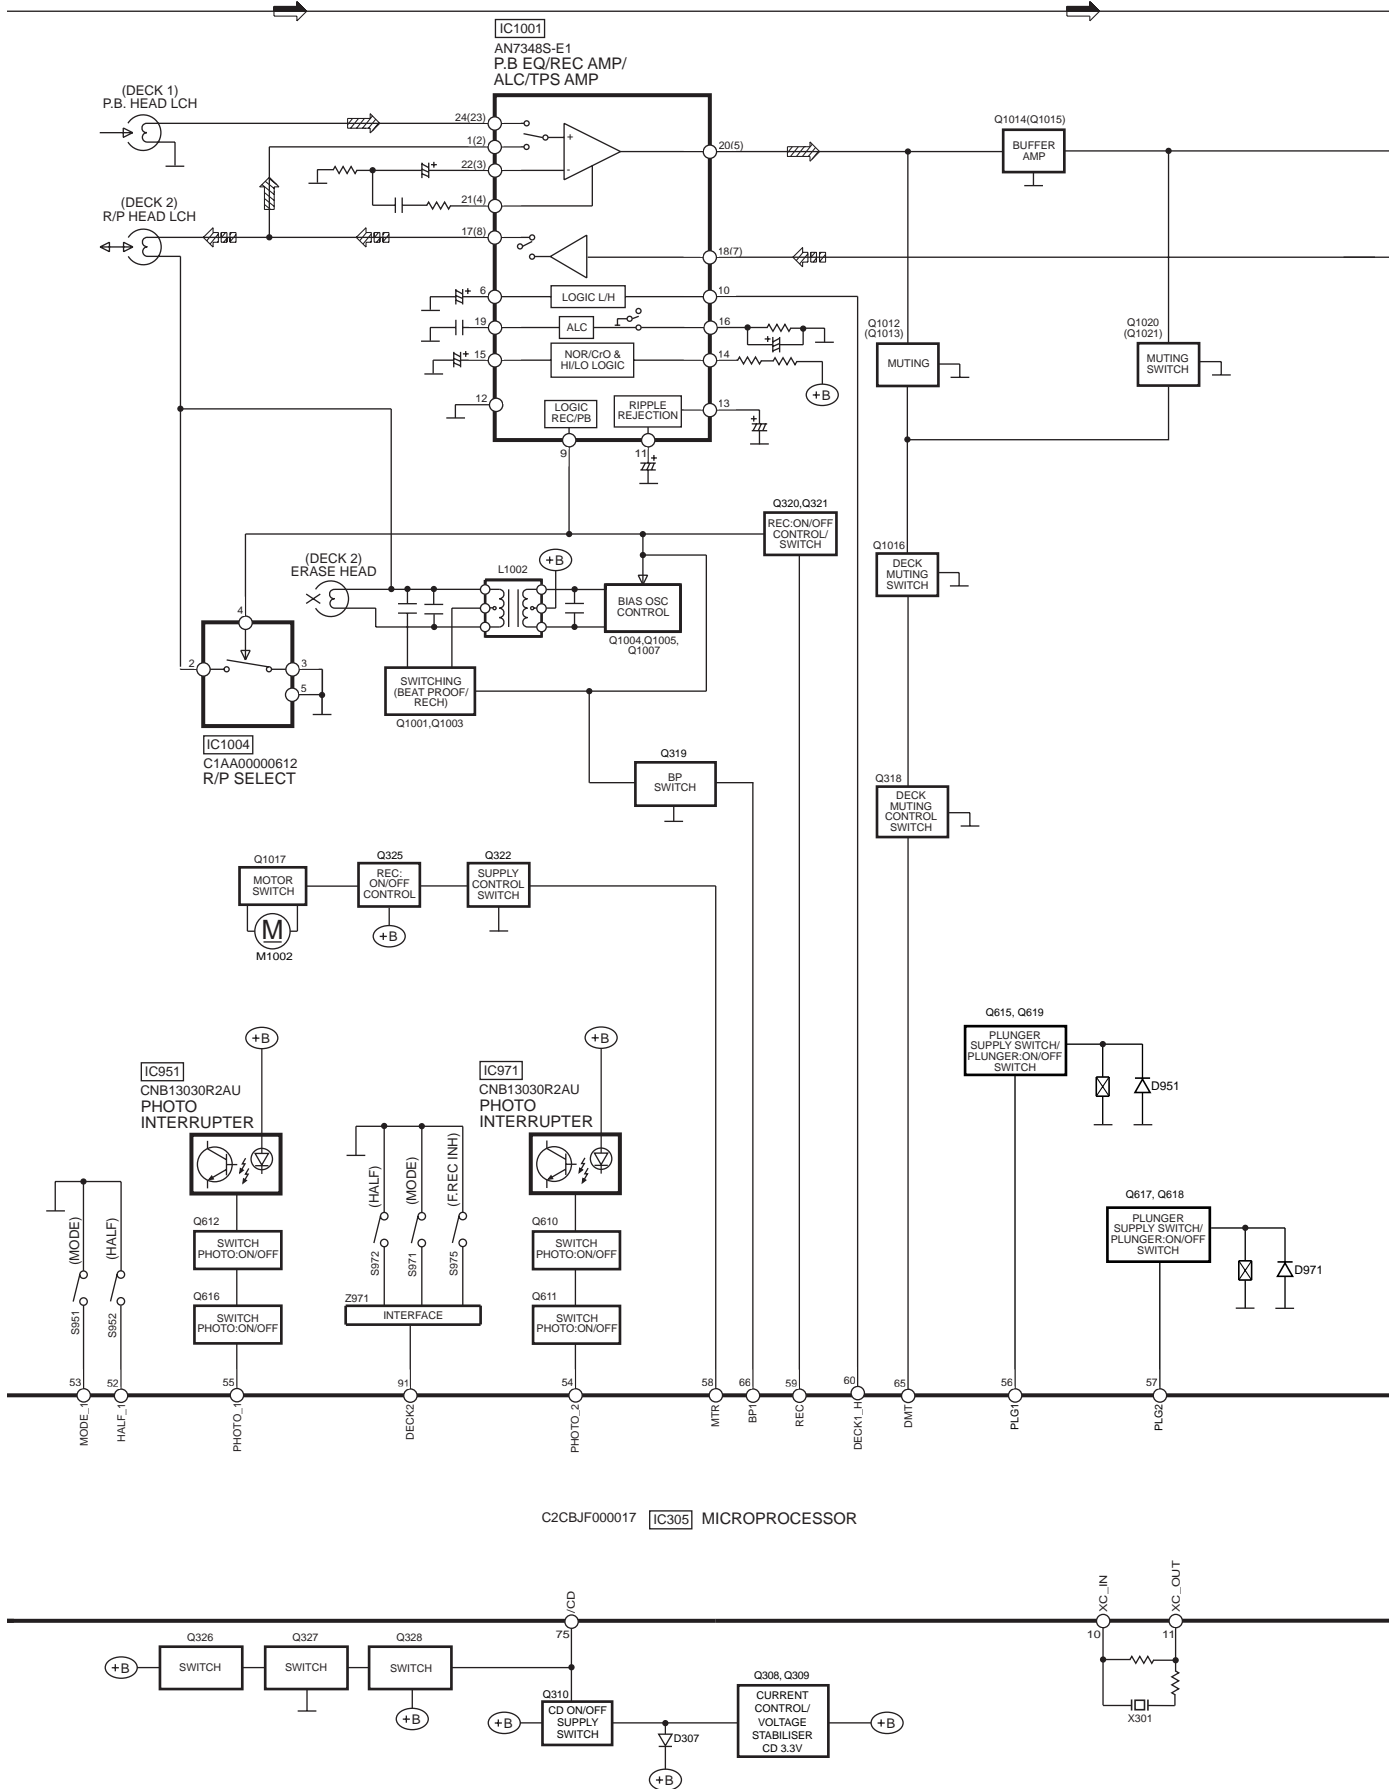 IC1001
AN7348S-E1
P.B EQ/REC AMP/
ALC/TPS AMP
(DECK 1)
P.B. HEAD LCH
24(23)
1(2)
22(3)
21(4)
+
-
20(5)
Q1014(Q1015)
BUFFER
AMP
(DECK 2)
R/P HEAD LCH
17(8)
18(7)
6
LOGIC L/H
10
19
ALC
16
15
NOR/CrO &
HI/LO LOGIC
14
+B
12
LOGIC
REC/PB
RIPPLE
REJECTION
13
9
11
Q1012
(Q1013)
MUTING
Q1020
(Q1021)
MUTING
SWITCH
Q320,Q321
REC:ON/OFF
CONTROL/
SWITCH
Q1016
DECK
MUTING
SWITCH
(DECK 2)
ERASE HEAD
L1002
+B
BIAS OSC
CONTROL
Q1004,Q1005,
Q1007
4
2
3
5
SWITCHING
(BEAT PROOF/
RECH)
Q1001,Q1003
IC1004
C1AA00000612
R/P SELECT
Q319
BP
SWITCH
Q318
DECK
MUTING
CONTROL
SWITCH
Q1017
MOTOR
SWITCH
M
M1002
Q325
REC:
ON/OFF
CONTROL
+B
Q322
SUPPLY
CONTROL
SWITCH
Q615, Q619
PLUNGER
SUPPLY SWITCH/
PLUNGER:ON/OFF
SWITCH
D951
+B
IC951
CNB13030R2AU
PHOTO
INTERRUPTER
+B
IC971
CNB13030R2AU
PHOTO
INTERRUPTER
(MODE)
(HALF)
S951
S952
Q612
SWITCH
PHOTO:ON/OFF
Q616
SWITCH
PHOTO:ON/OFF
(HALF)
(MODE)
(F.REC INH)
S972
S971
S975
Z971
INTERFACE
Q610
SWITCH
PHOTO:ON/OFF
Q611
SWITCH
PHOTO:ON/OFF
Q617, Q618
PLUNGER
SUPPLY SWITCH/
PLUNGER:ON/OFF
SWITCH
D971
53
52
55
91
54
58
66
59
60
65
56
57
MODE_1
HALF_1
PHOTO_1
DECK2
PHOTO_2
MTR
BP1
REC
DECK1_H
DMT
PLG1
PLG2
C2CBJF000017 IC305 MICROPROCESSOR
/CD
75
XC_IN
XC_OUT
10
11
X301
+B
Q326
SWITCH
Q327
SWITCH
Q328
SWITCH
+B
Q310
CD ON/OFF
SUPPLY
SWITCH
+B
D307
+B
Q308, Q309
CURRENT
CONTROL/
VOLTAGE
STABILISER
CD 3.3V
+B